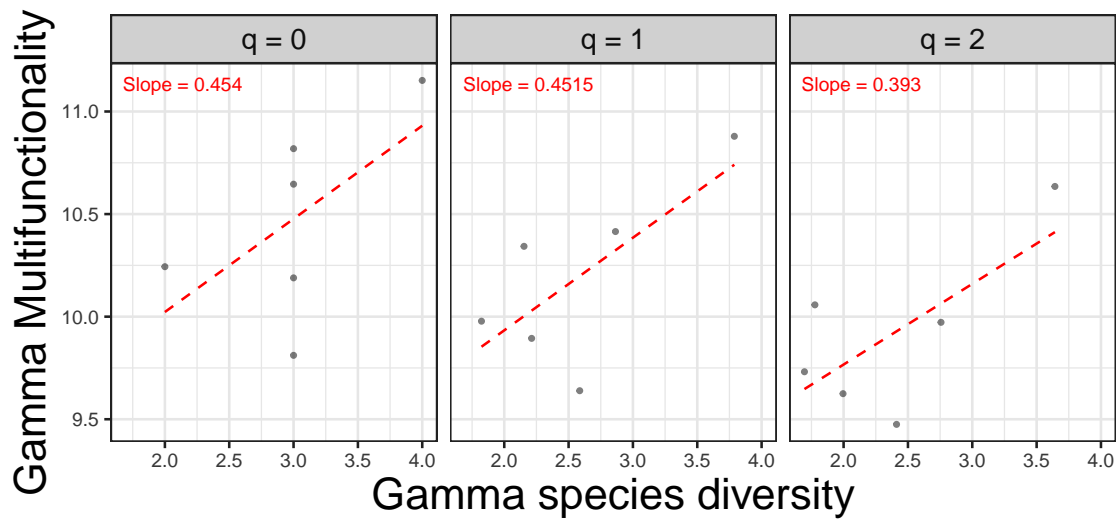 q = 0
q = 1
q = 2
Gamma Multifunctionality
Slope = 0.454
Slope = 0.4515
Slope = 0.393
11.0
10.5
10.0
9.5
2.0 2.5 3.0 3.5 4.0
2.0 2.5 3.0 3.5 4.0
2.0 2.5 3.0 3.5 4.0
Gamma species diversity